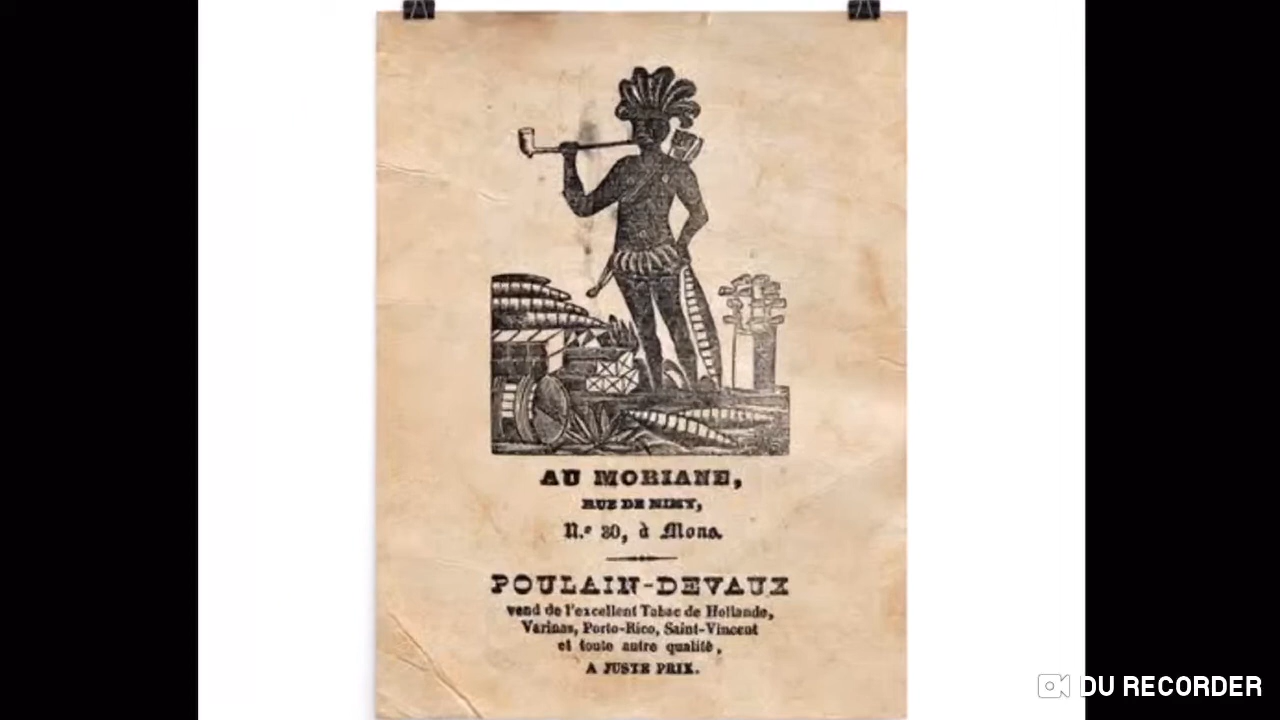 AU MORIANE,
RUE DE NIMY,
N.º 30, à Mons.
POULAIN-DEVAUX
vend de l'excellent Tabac de Hollande,
Varinas, Porto-Rico, Saint-Vincent
et toute autre qualité,
A JUSTE PRIX.
DU RECORDER